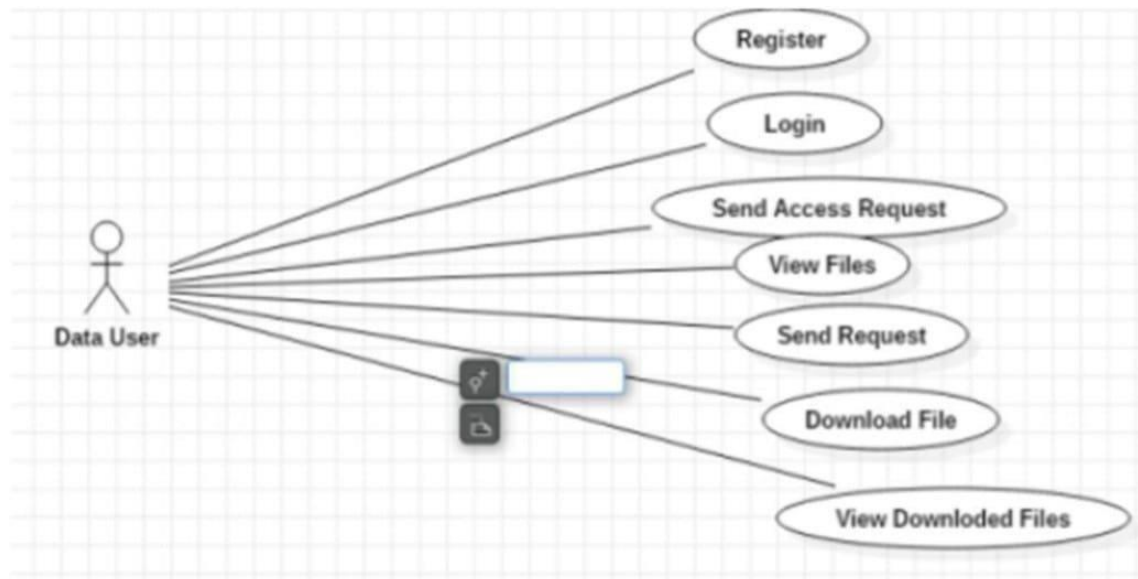 Register
Login
Send Access Request
View Files
Data User
Send Request
Download File
View Downloded Files